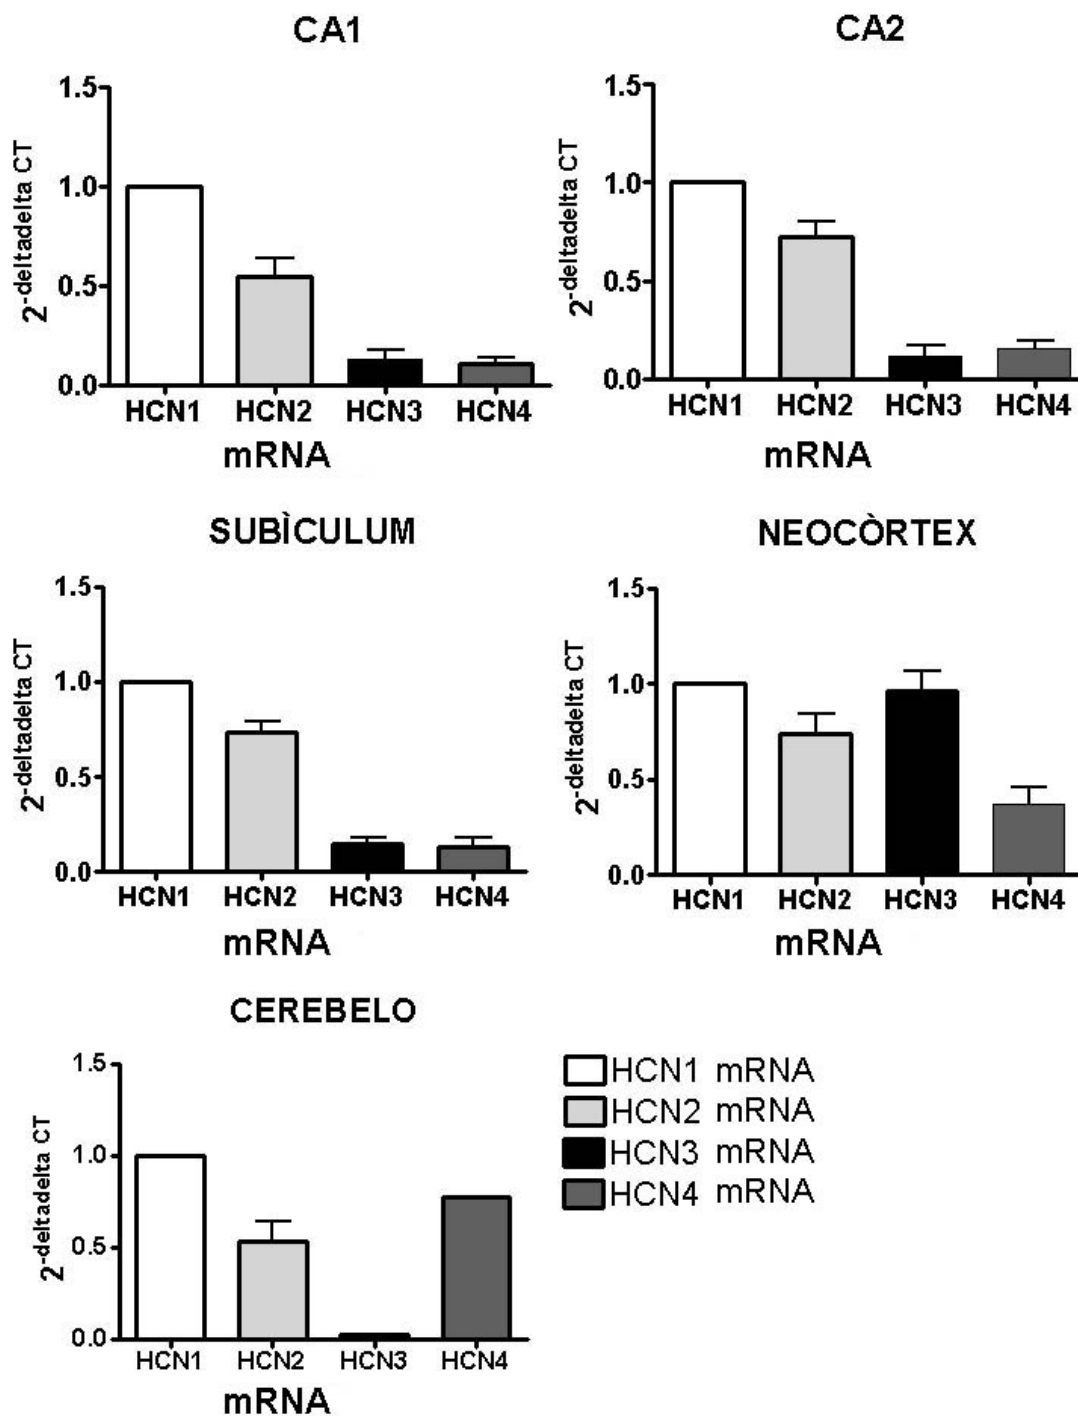 CA1
2-deltadelta CT
1.5
1.0
0.5
0.0
HCN1 HCN2 HCN3 HCN4
mRNA
CA2
2-deltadelta CT
1.5
1.0
0.5
0.0
HCN1 HCN2 HCN3 HCN4
mRNA
SUBÌCULUM
2-deltadelta CT
1.5
1.0
0.5
0.0
HCN1 HCN2 HCN3 HCN4
mRNA
NEOCÒRTEX
2-deltadelta CT
1.5
1.0
0.5
0.0
HCN1 HCN2 HCN3 HCN4
mRNA
CEREBELO
2-deltadelta CT
1.5
1.0
0.5
0.0
HCN1 HCN2 HCN3 HCN4
mRNA
HCN1 mRNA
HCN2 mRNA
HCN3 mRNA
HCN4 mRNA